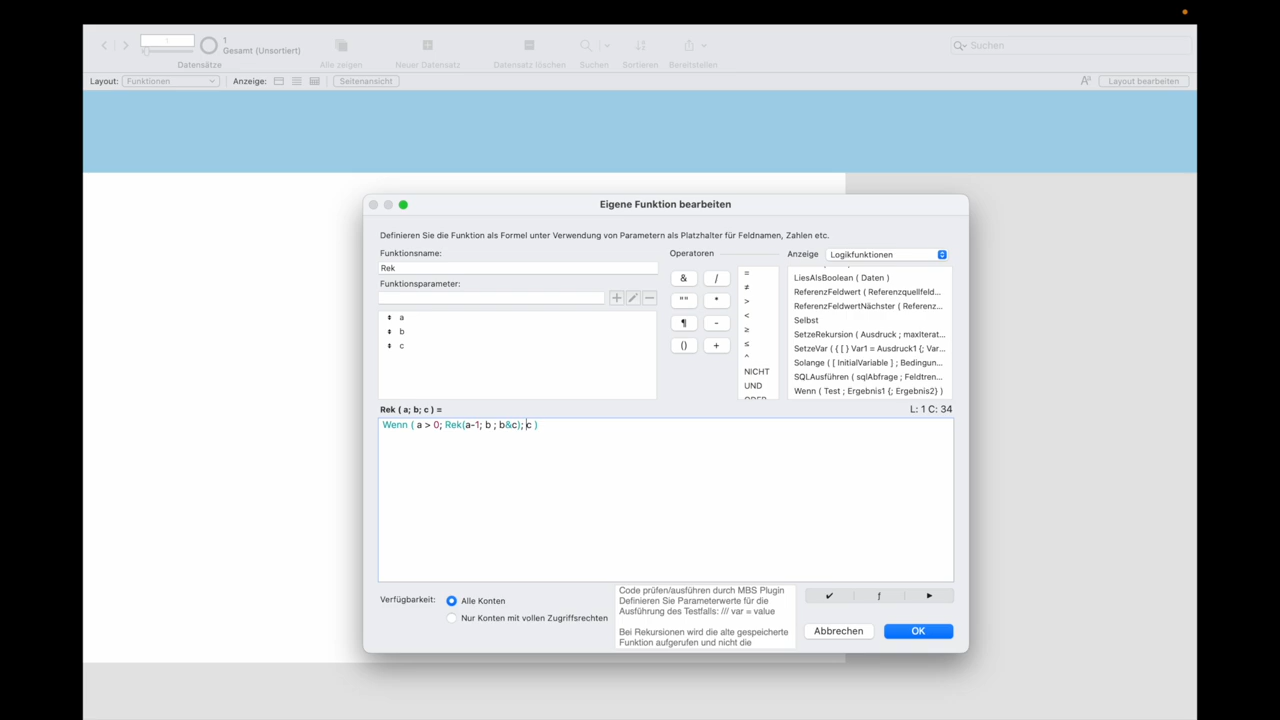 1
1
Gesamt (Unsortiert)
Datensätze
Alle zeigen
Neuer Datensatz
Datensatz löschen
Suchen
Sortieren
Bereitstellen
Suchen
Layout:
Funktionen
Anzeige:
Seitenansicht
Layout bearbeiten
Eigene Funktion bearbeiten
Definieren Sie die Funktion als Formel unter Verwendung von Parametern als Platzhalter für Feldnamen, Zahlen etc.
Funktionsname:
Rek
Funktionsparameter:
a
b
c
Operatoren
&
/
""
*
¶
-
()
+
=
≠
>
<
≥
≤
^
NICHT
UND
ODER
Anzeige
Logikfunktionen
LiesAlsBoolean ( Daten )
ReferenzFeldwert ( Referenzquellfeld...
ReferenzFeldwertNächster ( Referenz...
Selbst
SetzeRekursion ( Ausdruck ; maxIterat...
SetzeVar ( { [ } Var1 = Ausdruck1 {; Var...
Solange ( [ InitialVariable ] ; Bedingun...
SQLAusführen ( sqlAbfrage ; Feldtren...
Wenn ( Test ; Ergebnis1 {; Ergebnis2} )
Rek ( a; b; c ) =
L: 1 C: 34
Wenn ( a > 0; Rek(a-1; b ; b&c); c )
Verfügbarkeit:
Alle Konten
Nur Konten mit vollen Zugriffsrechten
Code prüfen/ausführen durch MBS Plugin
Definieren Sie Parameterwerte für die
Ausführung des Testfalls: /// var = value
Bei Rekursionen wird die alte gespeicherte
Funktion aufgerufen und nicht die
Abbrechen
OK